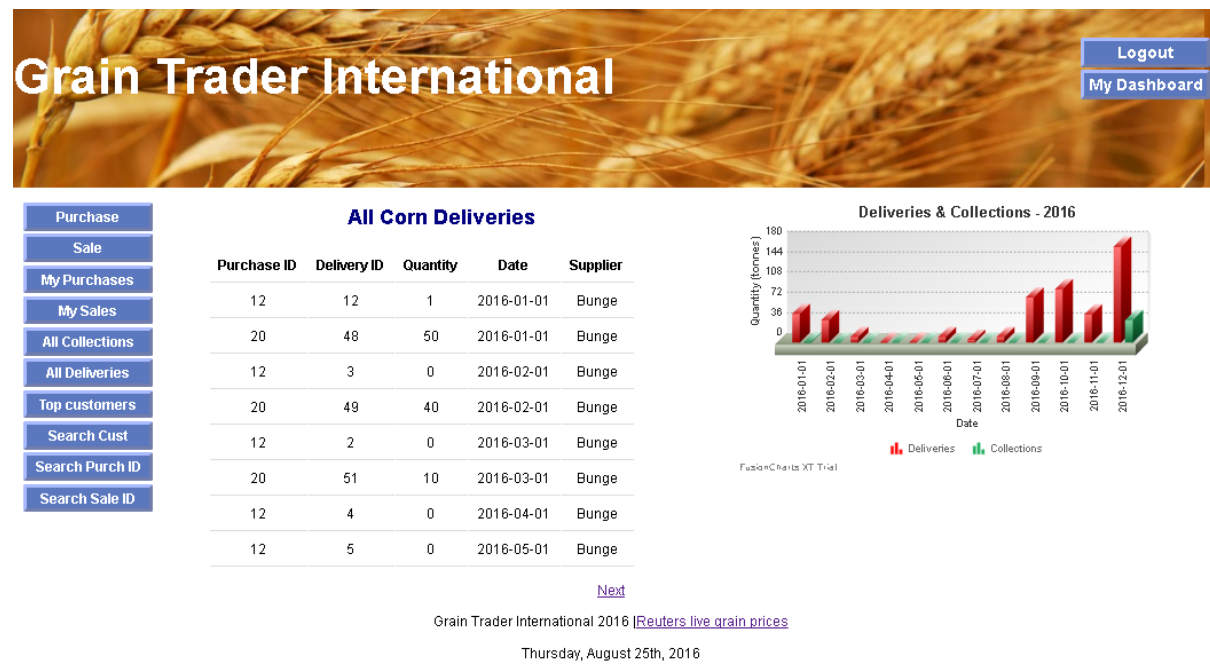 Grain Trader International
Logout
My Dashboard
Purchase
Sale
My Purchases
My Sales
All Collections
All Deliveries
Top customers
Search Cust
Search Purch ID
Search Sale ID
All Corn Deliveries
Purchase ID Delivery ID Quantity Date Supplier
12 12 1 2016-01-01 Bunge
20 48 50 2016-01-01 Bunge
12 3 0 2016-02-01 Bunge
20 49 40 2016-02-01 Bunge
12 2 0 2016-03-01 Bunge
20 51 10 2016-03-01 Bunge
12 4 0 2016-04-01 Bunge
12 5 0 2016-05-01 Bunge
Next
Deliveries & Collections - 2016
Quantity (tonnes)
180
144
108
72
36
0
2016-01-01
2016-02-01
2016-03-01
2016-04-01
2016-05-01
2016-06-01
2016-07-01
2016-08-01
2016-09-01
2016-10-01
2016-11-01
2016-12-01
Date
Deliveries Collections
FusionCharts XT Trial
Grain Trader International 2016 |Reuters live grain prices
Thursday, August 25th, 2016